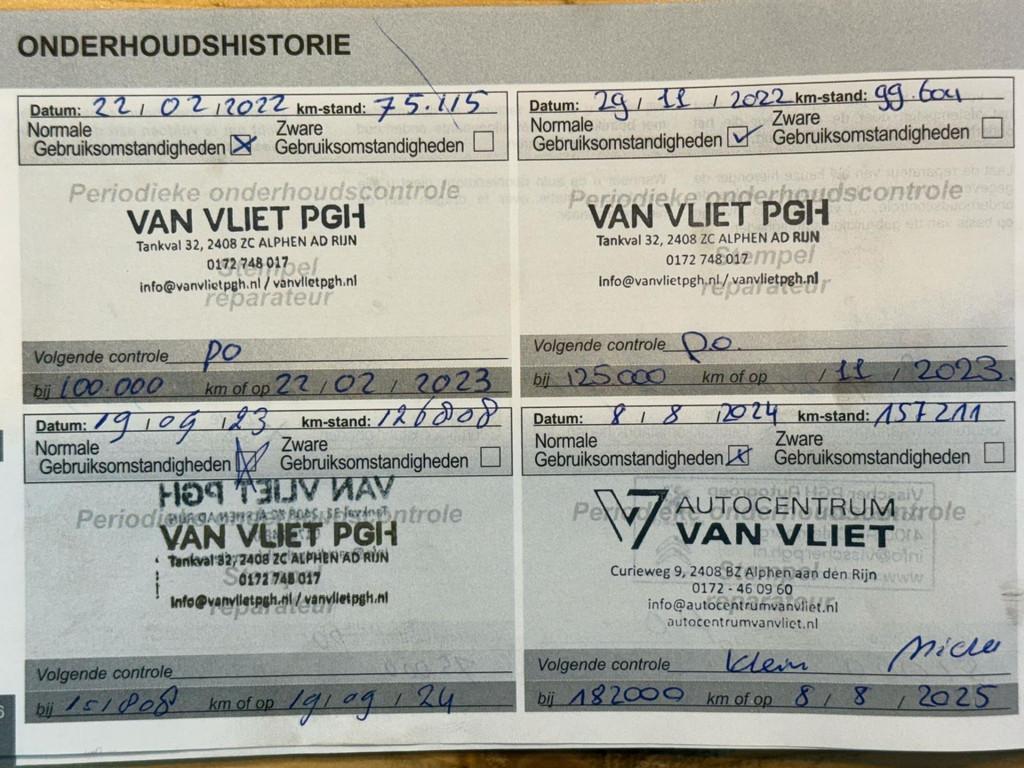 ONDERHOUDSHISTORIE
Datum: 22 / 02 / 2022 km-stand: 75.115
Normale Zware
Gebruiksomstandigheden Gebruiksomstandigheden
Periodieke onderhoudscontrole
VAN VLIET PGH
Tankval 32, 2408 ZC ALPHEN AD RIJN
0172 748 017
Stempel
info@vanvlietpgh.nl / vanvlietpgh.nl
reparateur
Volgende controle PO
bij 100.000 km of op 22 / 02 / 2023
Datum: 29 / 11 / 2022 km-stand: 99.604
Normale Zware
Gebruiksomstandigheden Gebruiksomstandigheden
Periodieke onderhoudscontrole
VAN VLIET PGH
Tankval 32, 2408 ZC ALPHEN AD RIJN
0172 748 017
Stempel
info@vanvlietpgh.nl / vanvlietpgh.nl
reparateur
Volgende controle Po.
bij 125000 km of op / 11 / 2023.
Datum: 19 / 09 / 23 km-stand: 126808
Normale Zware
Gebruiksomstandigheden Gebruiksomstandigheden
VAN VLIET PGH
Periodieke onderhoudscontrole
VAN VLIET PGH
Tankval 32, 2408 ZC ALPHEN AD RIJN
Stempel
0172 748 017
info@vanvlietpgh.nl / vanvlietpgh.nl
reparateur
Volgende controle
bij km of op 19 / 09 / 24
Datum: 8 / 8 / 2024 km-stand: 157211
Normale Zware
Gebruiksomstandigheden Gebruiksomstandigheden
Periodieke onderhoudscontrole
AUTOCENTRUM
VAN VLIET
Curieweg 9, 2408 BZ Alphen aan den Rijn
Stempel
0172 - 46 09 60
info@autocentrumvanvliet.nl
reparateur
autocentrumvanvliet.nl
Volgende controle klein
bij 182000 km of op 8 / 8 / 2025